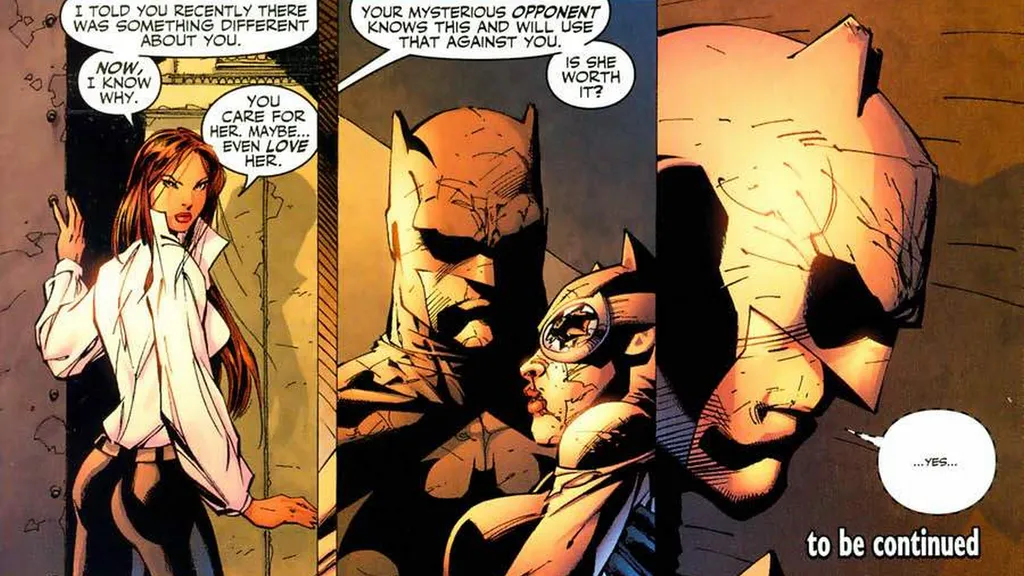 I TOLD YOU RECENTLY THERE
WAS SOMETHING DIFFERENT
ABOUT YOU.
NOW,
I KNOW
WHY.
YOU
CARE FOR
HER. MAYBE...
EVEN LOVE
HER.
YOUR MYSTERIOUS OPPONENT
KNOWS THIS AND WILL USE
THAT AGAINST YOU.
IS SHE
WORTH
IT?
...YES...
to be continued